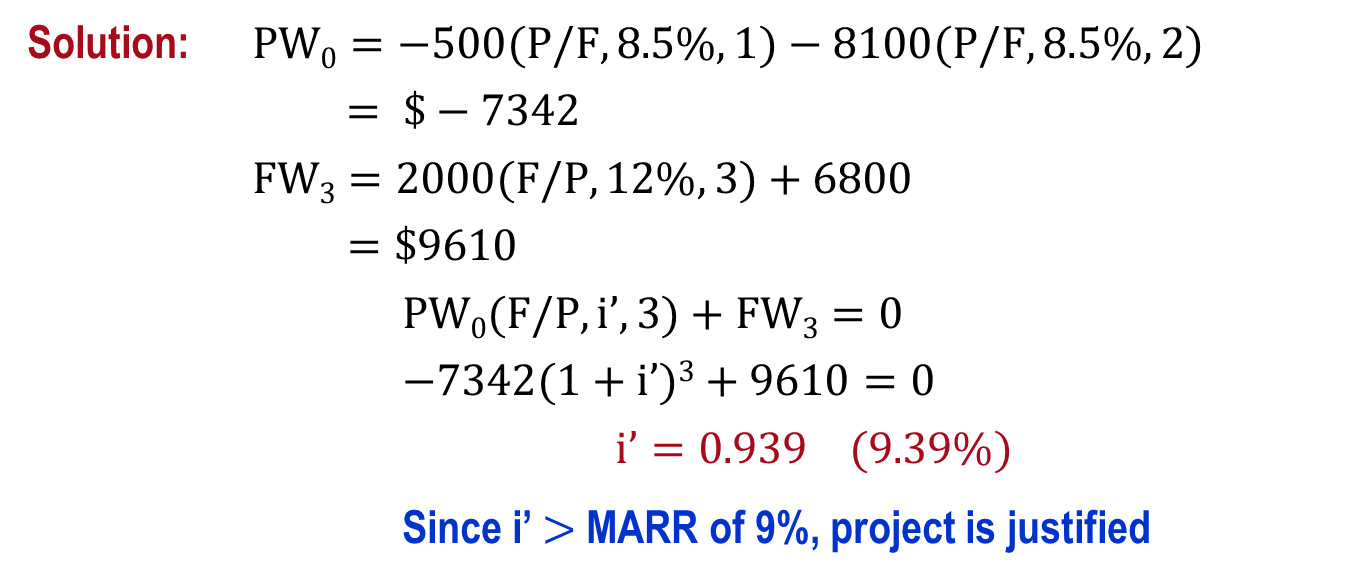 Solution: PW₀ = −500(P/F, 8.5%, 1) − 8100(P/F, 8.5%, 2)
= $ − 7342
FW₃ = 2000(F/P, 12%, 3) + 6800
= $9610
PW₀(F/P, i’, 3) + FW₃ = 0
−7342(1 + i’)³ + 9610 = 0
i’ = 0.939 (9.39%)
Since i’ > MARR of 9%, project is justified